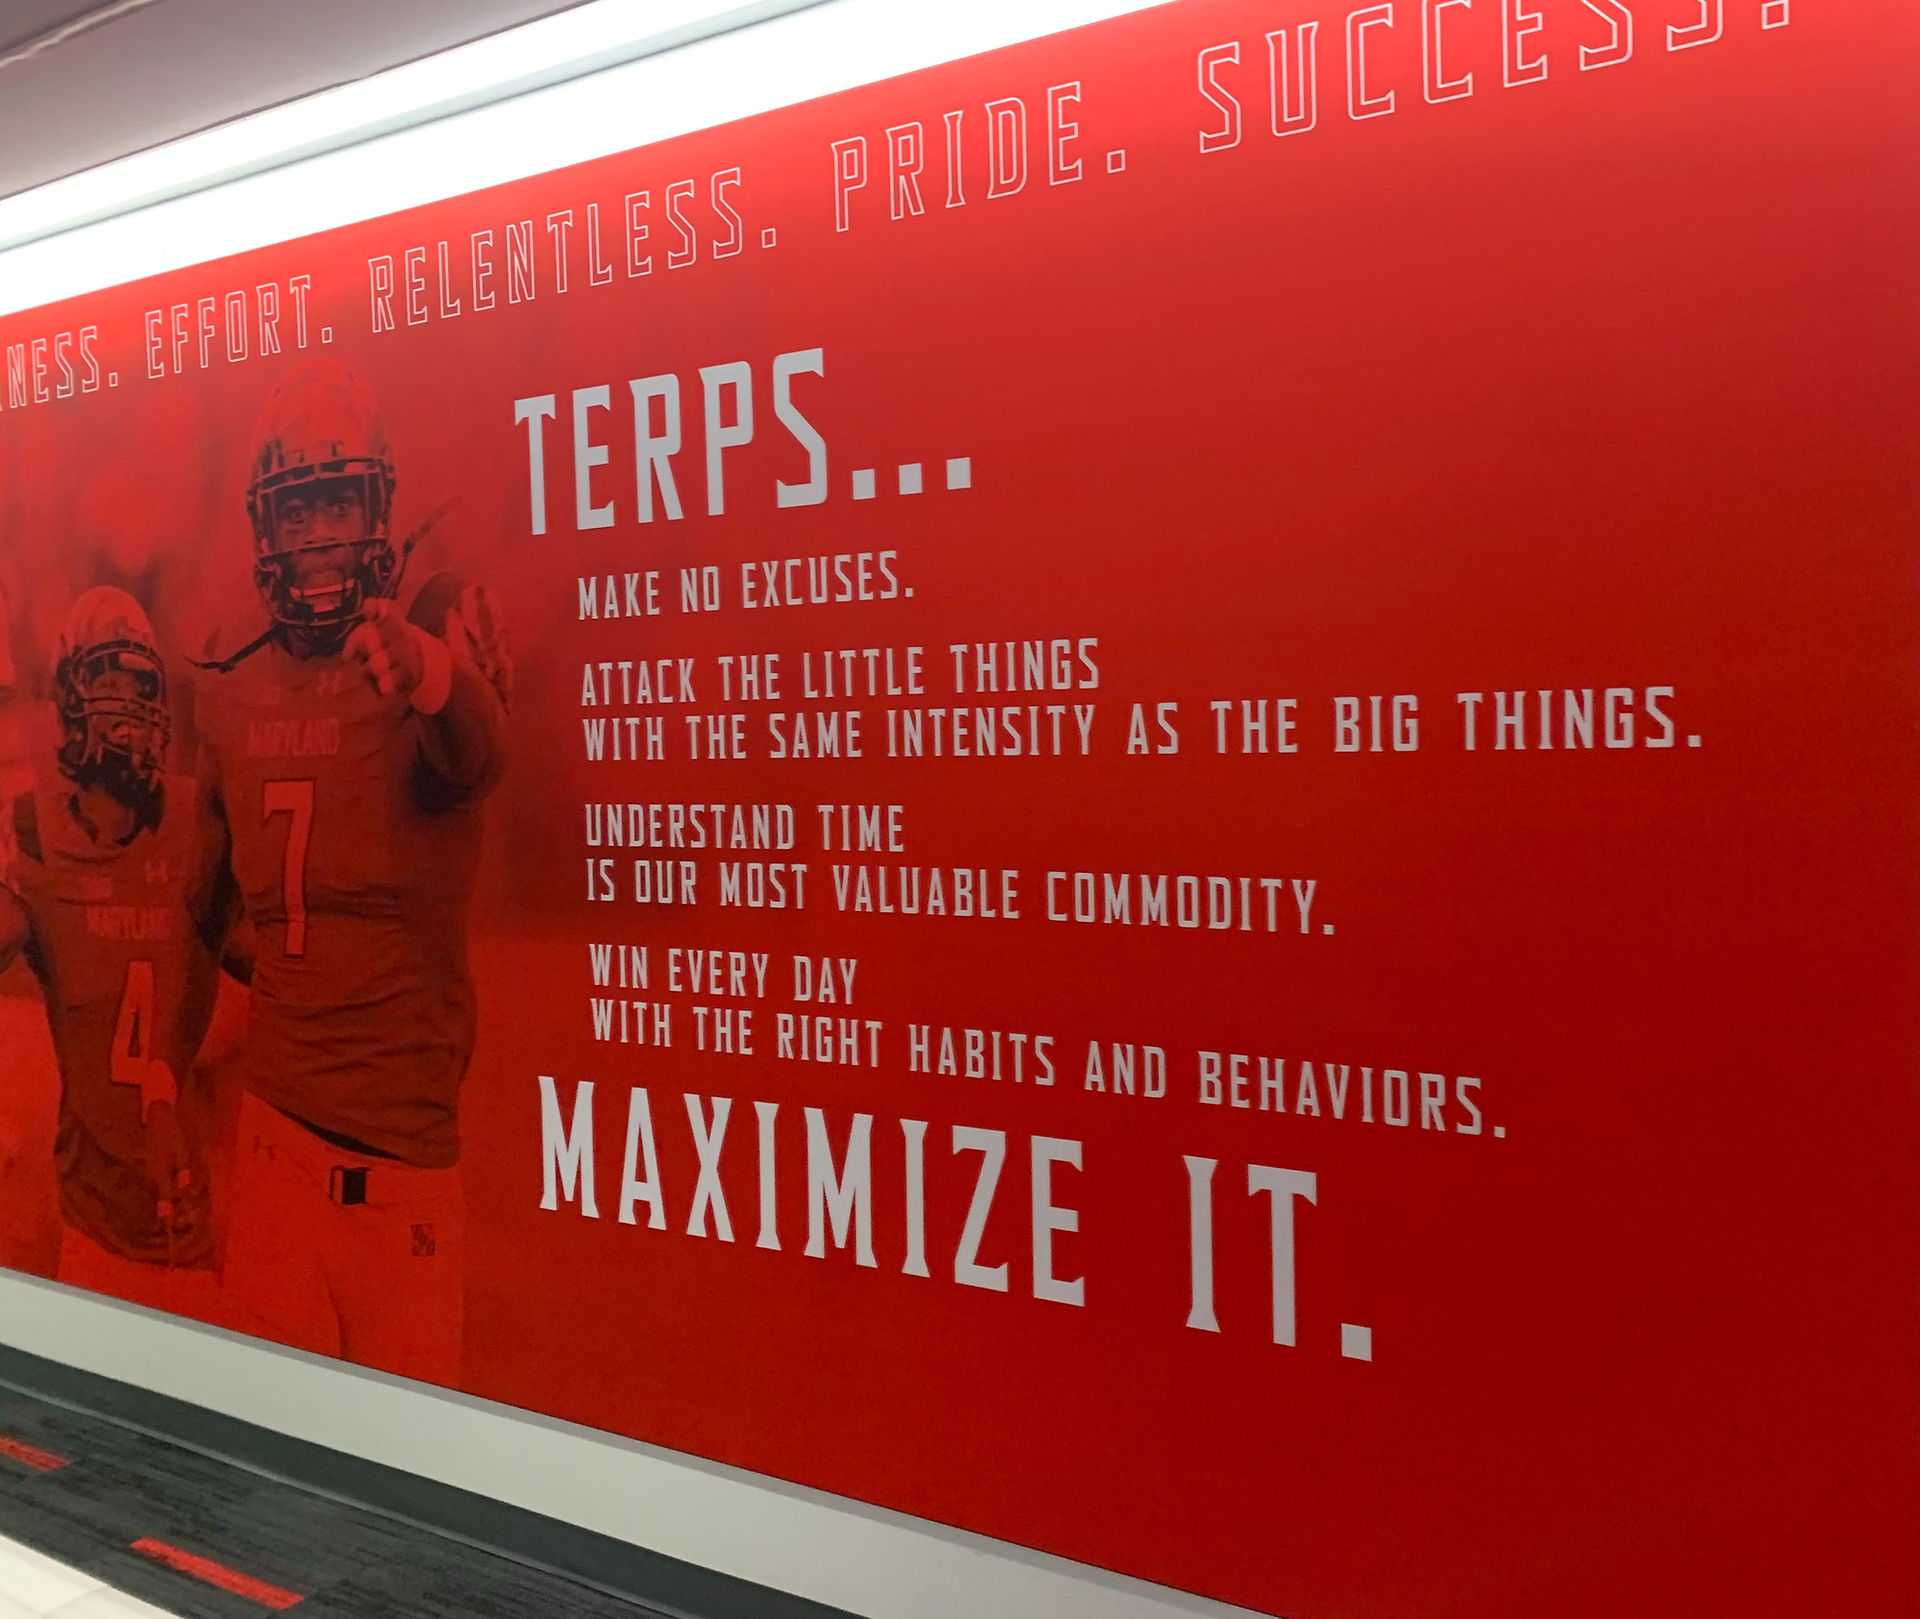 EFFORT. RELENTLESS. PRIDE. SUCCESS.
TERPS...
MAKE NO EXCUSES.
ATTACK THE LITTLE THINGS
WITH THE SAME INTENSITY AS THE BIG THINGS.
UNDERSTAND TIME
IS OUR MOST VALUABLE COMMODITY.
WIN EVERY DAY
WITH THE RIGHT HABITS AND BEHAVIORS.
MAXIMIZE IT.
MARYLAND
7
MARYLAND
4